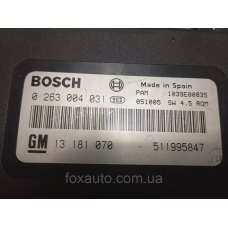 BOSCH
Made in Spain
0 263 004 031
PAM 1039E00835
051005 SW 4.5 ROM
GM 13 181 070 511995847
foxauto.com.ua